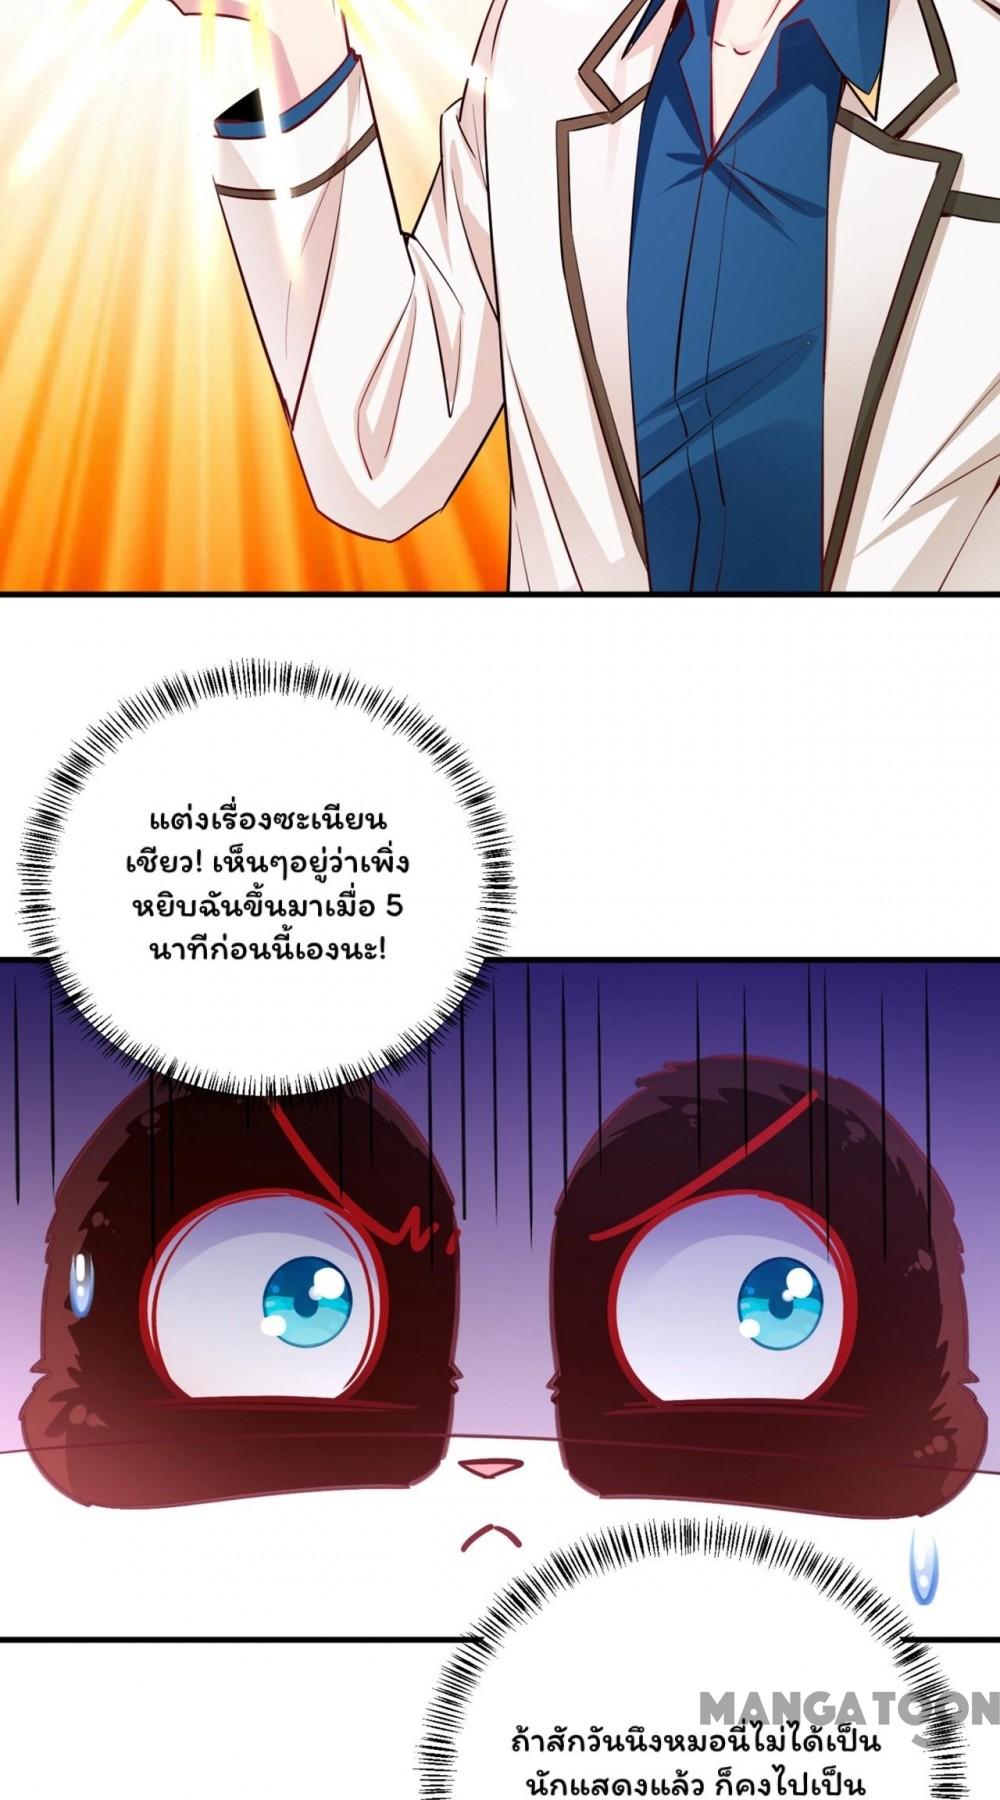 แต่งเรื่องซะเนียน
เชียว! เห็นๆอยู่ว่าเพิ่ง
หยิบฉันขึ้นมาเมื่อ 5
นาทีก่อนนี้เองนะ!
MANGATOON
ถ้าสักวันนึงหมอนี่ไม่ได้เป็น
นักแสดงแล้ว ก็คงไปเป็น